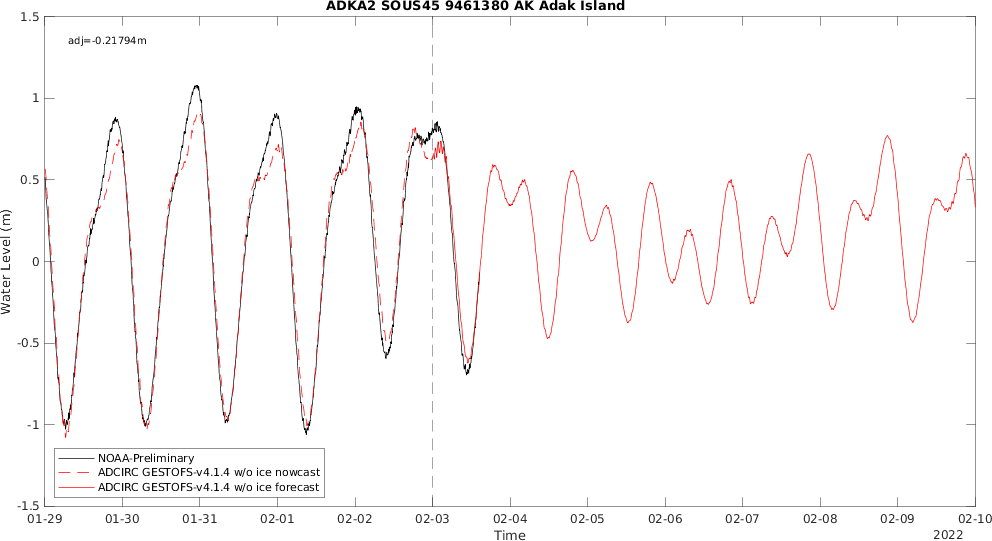 ADKA2 SOUS45 9461380 AK Adak Island
adj=-0.21794m
1.5
1
0.5
0
-0.5
-1
-1.5
Water Level (m)
NOAA-Preliminary
ADCIRC GESTOFS-v4.1.4 w/o ice nowcast
ADCIRC GESTOFS-v4.1.4 w/o ice forecast
01-29 01-30 01-31 02-01 02-02 02-03 02-04 02-05 02-06 02-07 02-08 02-09 02-10
Time
2022